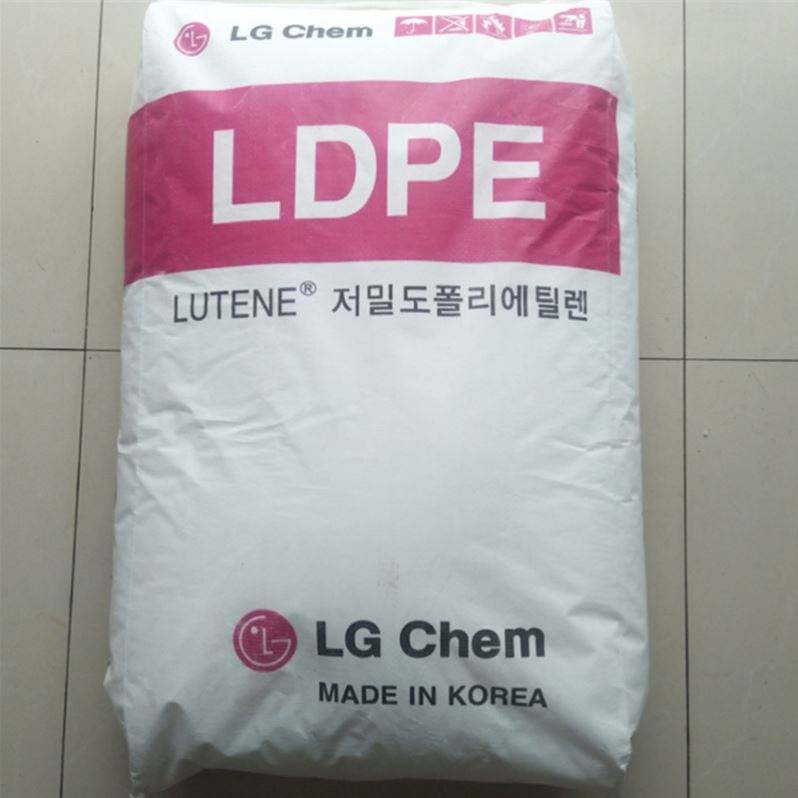 LG Chem
LDPE
LUTENE® 저밀도폴리에틸렌
LG Chem
MADE IN KOREA